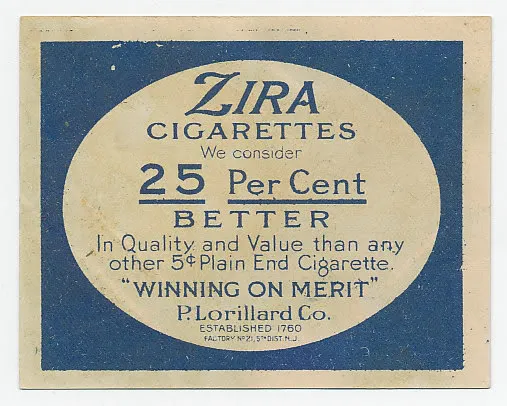 ZIRA
CIGARETTES
We consider
25 Per Cent
BETTER
In Quality and Value than any
other 5¢ Plain End Cigarette.
"WINNING ON MERIT"
P. Lorillard Co.
ESTABLISHED 1760
FACTORY Nº 21, 5TH DIST. N.J.